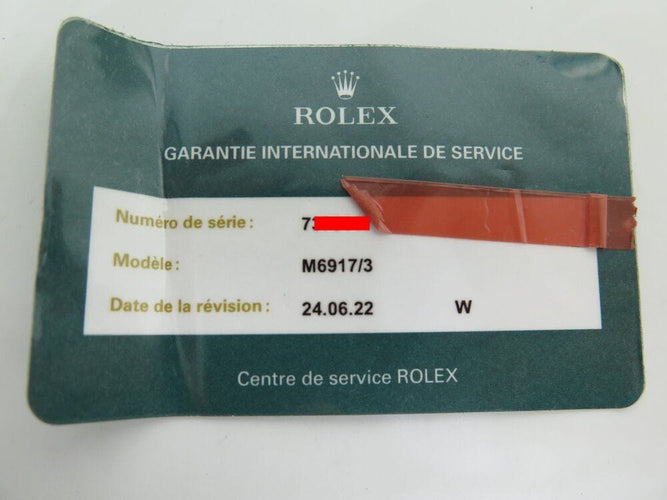 ROLEX
GARANTIE INTERNATIONALE DE SERVICE
Numéro de série :
Modèle : M6917/3
Date de la révision : 24.06.22 W
Centre de service ROLEX